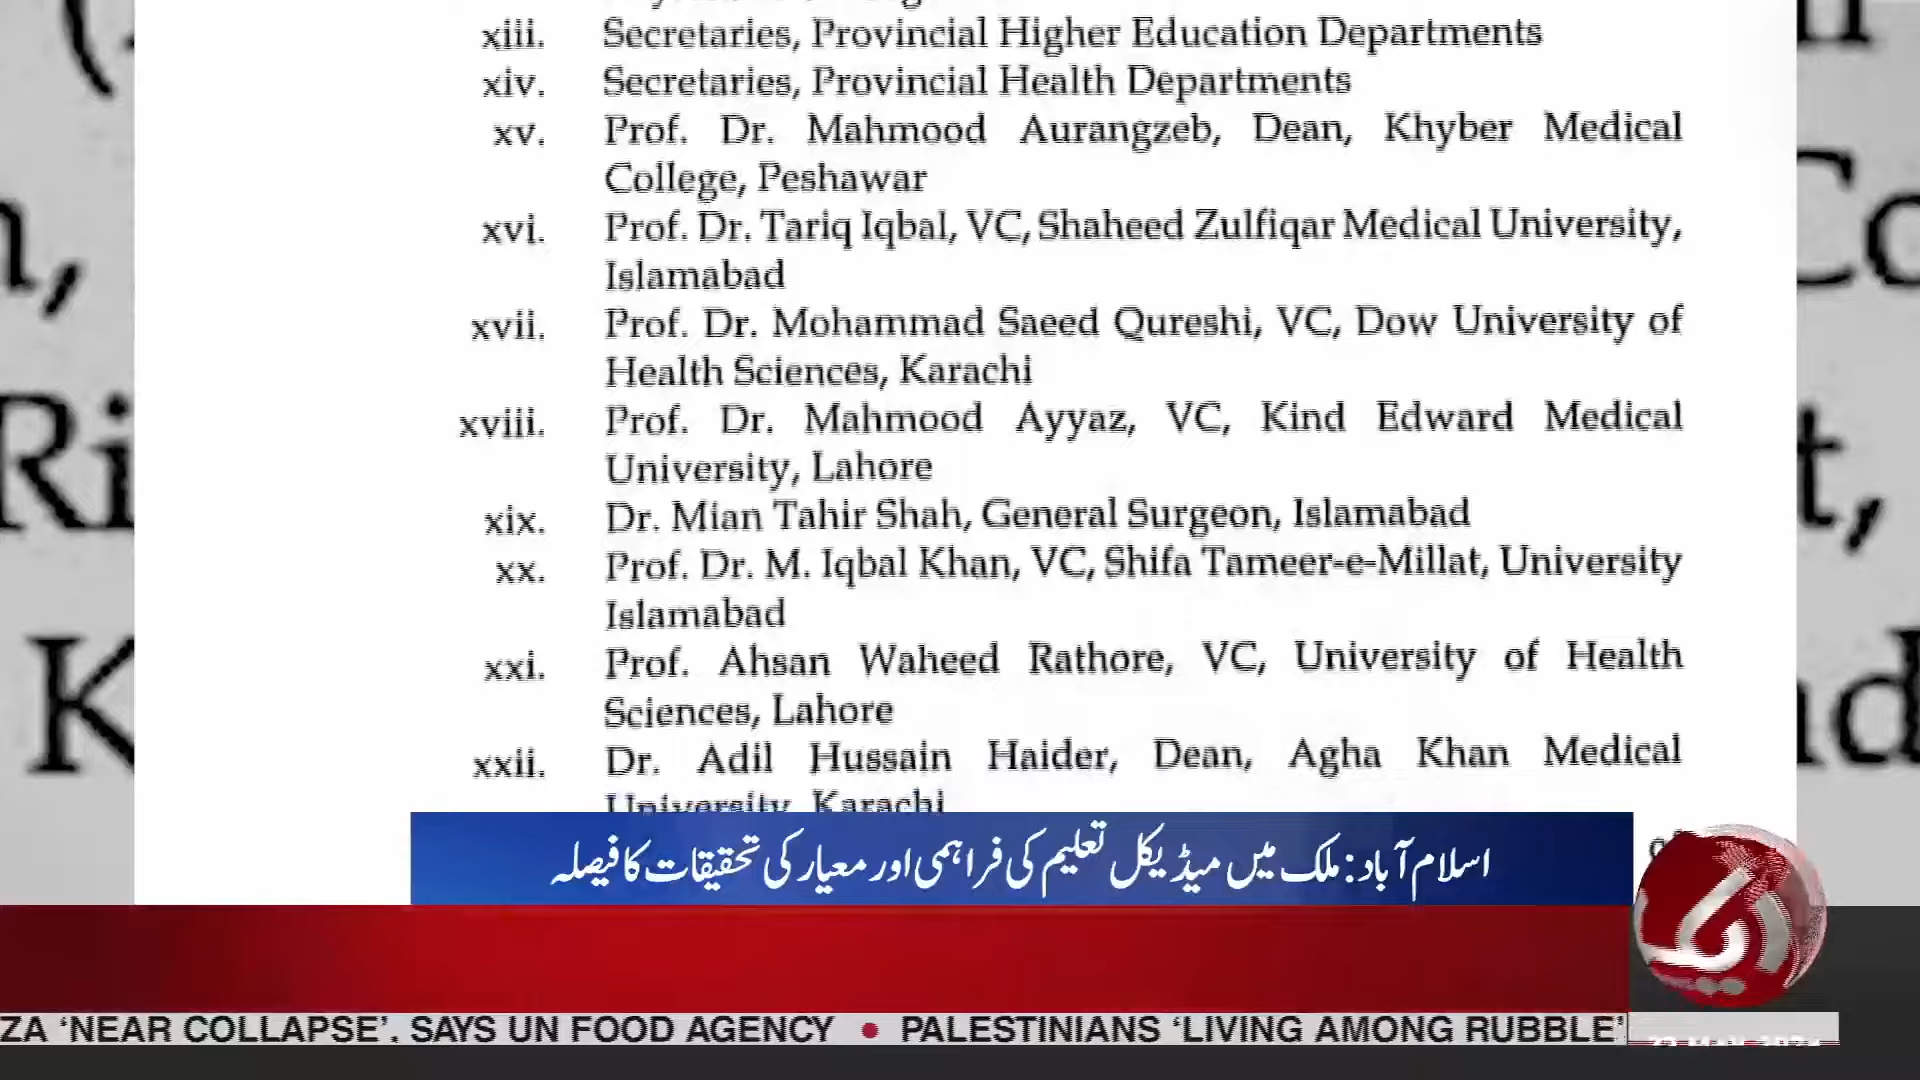 xiii. Secretaries, Provincial Higher Education Departments
xiv. Secretaries, Provincial Health Departments
xv. Prof. Dr. Mahmood Aurangzeb, Dean, Khyber Medical
College, Peshawar
xvi. Prof. Dr. Tariq Iqbal, VC, Shaheed Zulfiqar Medical University,
Islamabad
xvii. Prof. Dr. Mohammad Saeed Qureshi, VC, Dow University of
Health Sciences, Karachi
xviii. Prof. Dr. Mahmood Ayyaz, VC, Kind Edward Medical
University, Lahore
xix. Dr. Mian Tahir Shah, General Surgeon, Islamabad
xx. Prof. Dr. M. Iqbal Khan, VC, Shifa Tameer-e-Millat, University
Islamabad
xxi. Prof. Ahsan Waheed Rathore, VC, University of Health
Sciences, Lahore
xxii. Dr. Adil Hussain Haider, Dean, Agha Khan Medical
University, Karachi
اسلام آباد: ملک میں میڈیکل تعلیم کی فراہمی اور معیار کی تحقیقات کا فیصلہ
ZA ‘NEAR COLLAPSE’, SAYS UN FOOD AGENCY • PALESTINIANS ‘LIVING AMONG RUBBLE’